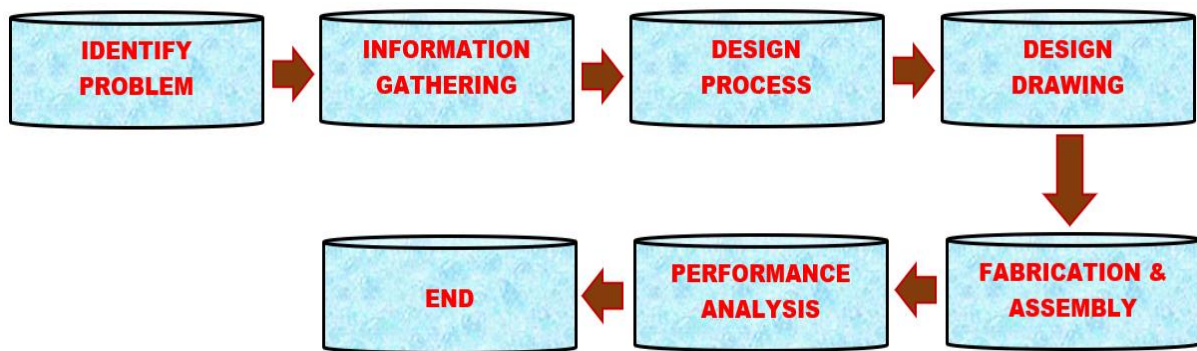 IDENTIFY
PROBLEM
INFORMATION
GATHERING
DESIGN
PROCESS
DESIGN
DRAWING
FABRICATION &
ASSEMBLY
PERFORMANCE
ANALYSIS
END